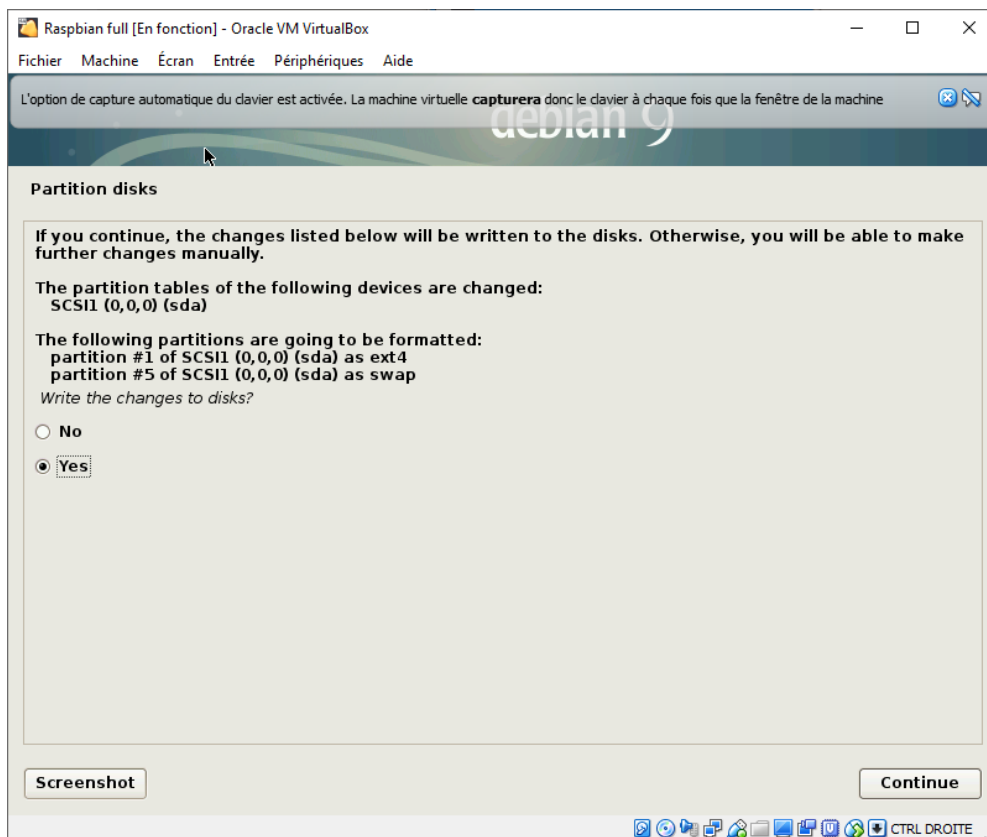 Raspbian full [En fonction] - Oracle VM VirtualBox
Fichier Machine Écran Entrée Périphériques Aide
L'option de capture automatique du clavier est activée. La machine virtuelle capturera donc le clavier à chaque fois que la fenêtre de la machine
debian 9
Partition disks
If you continue, the changes listed below will be written to the disks. Otherwise, you will be able to make
further changes manually.
The partition tables of the following devices are changed:
SCSI1 (0,0,0) (sda)
The following partitions are going to be formatted:
partition #1 of SCSI1 (0,0,0) (sda) as ext4
partition #5 of SCSI1 (0,0,0) (sda) as swap
Write the changes to disks?
No
Yes
Screenshot Continue
CTRL DROITE